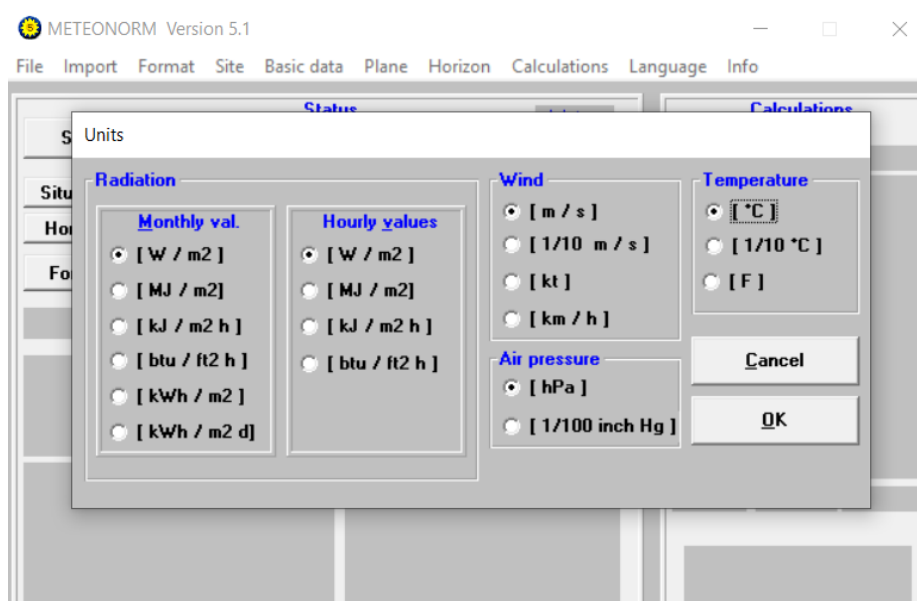 METEONORM Version 5.1
File Import Format Site Basic data Plane Horizon Calculations Language Info
Status
Calculations
S
Units
Situ
Ho
Fo
Radiation
Monthly val.
[ W / m2 ]
[ MJ / m2]
[ kJ / m2 h ]
[ btu / ft2 h ]
[ kWh / m2 ]
[ kWh / m2 d]
Hourly values
[ W / m2 ]
[ MJ / m2]
[ kJ / m2 h ]
[ btu / ft2 h ]
Wind
[ m / s ]
[ 1/10 m / s ]
[ kt ]
[ km / h ]
Air pressure
[ hPa ]
[ 1/100 inch Hg ]
Temperature
[ °C ]
[ 1/10 °C ]
[ F ]
Cancel
OK